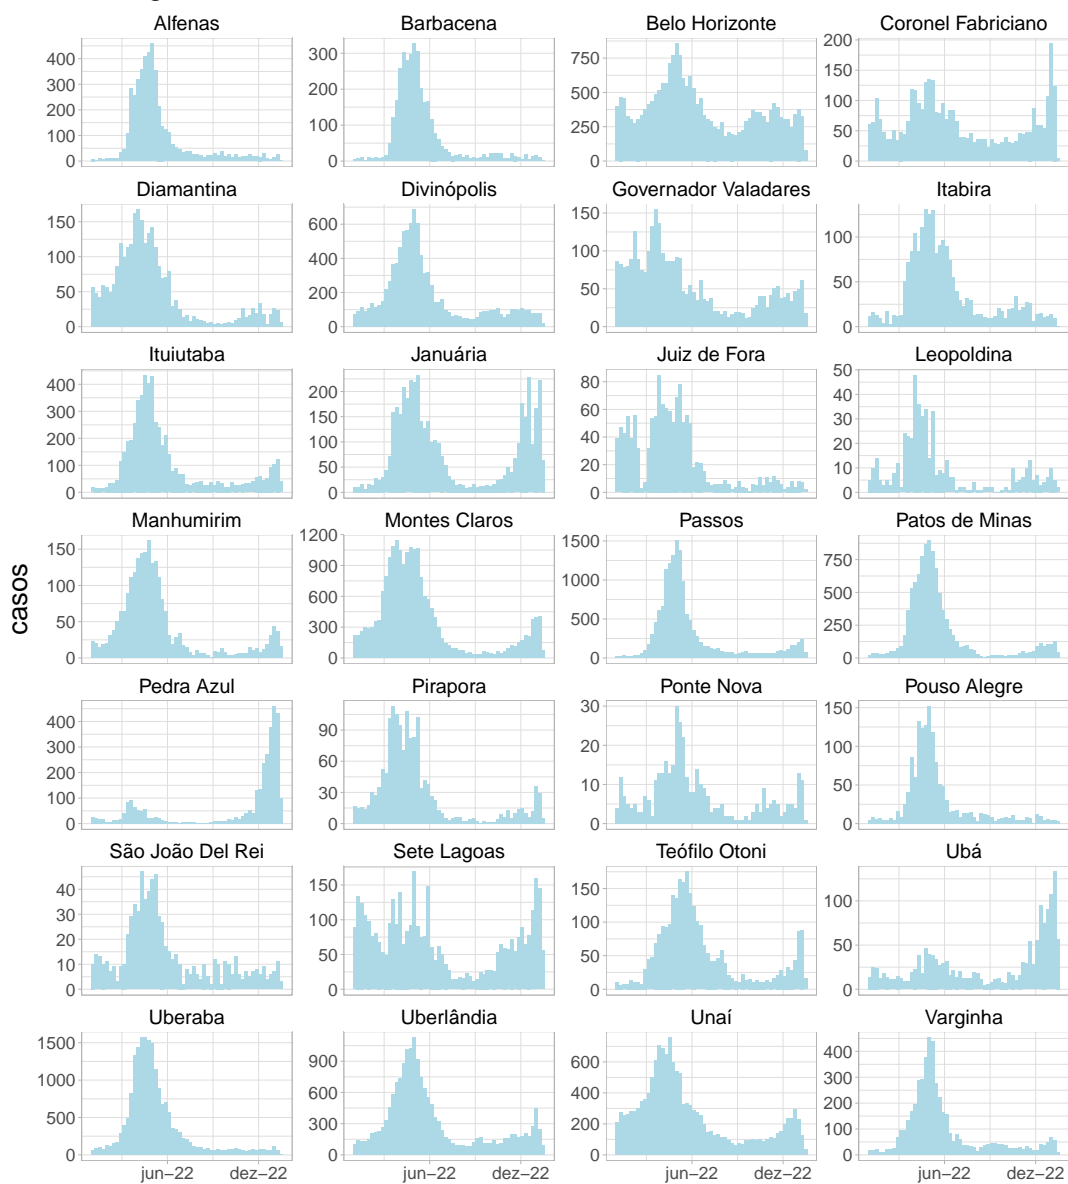 Alfenas Barbacena Belo Horizonte Coronel Fabriciano
400 300 200 100 0
300 200 100 0
750 500 250 0
200 150 100 50 0
Diamantina Divinópolis Governador Valadares Itabira
150 100 50 0
600 400 200 0
150 100 50 0
100 50 0
Ituiutaba Januária Juiz de Fora Leopoldina
400 300 200 100 0
200 150 100 50 0
80 60 40 20 0
50 40 30 20 10 0
Manhumirim Montes Claros Passos Patos de Minas
150 100 50 0
1200 900 600 300 0
1500 1000 500 0
750 500 250 0
casos
Pedra Azul Pirapora Ponte Nova Pouso Alegre
400 300 200 100 0
90 60 30 0
30 20 10 0
150 100 50 0
São João Del Rei Sete Lagoas Teófilo Otoni Ubá
40 30 20 10 0
150 100 50 0
150 100 50 0
100 50 0
Uberaba Uberlândia Unaí Varginha
1500 1000 500 0
900 600 300 0
600 400 200 0
400 300 200 100 0
jun–22 dez–22 jun–22 dez–22 jun–22 dez–22 jun–22 dez–22